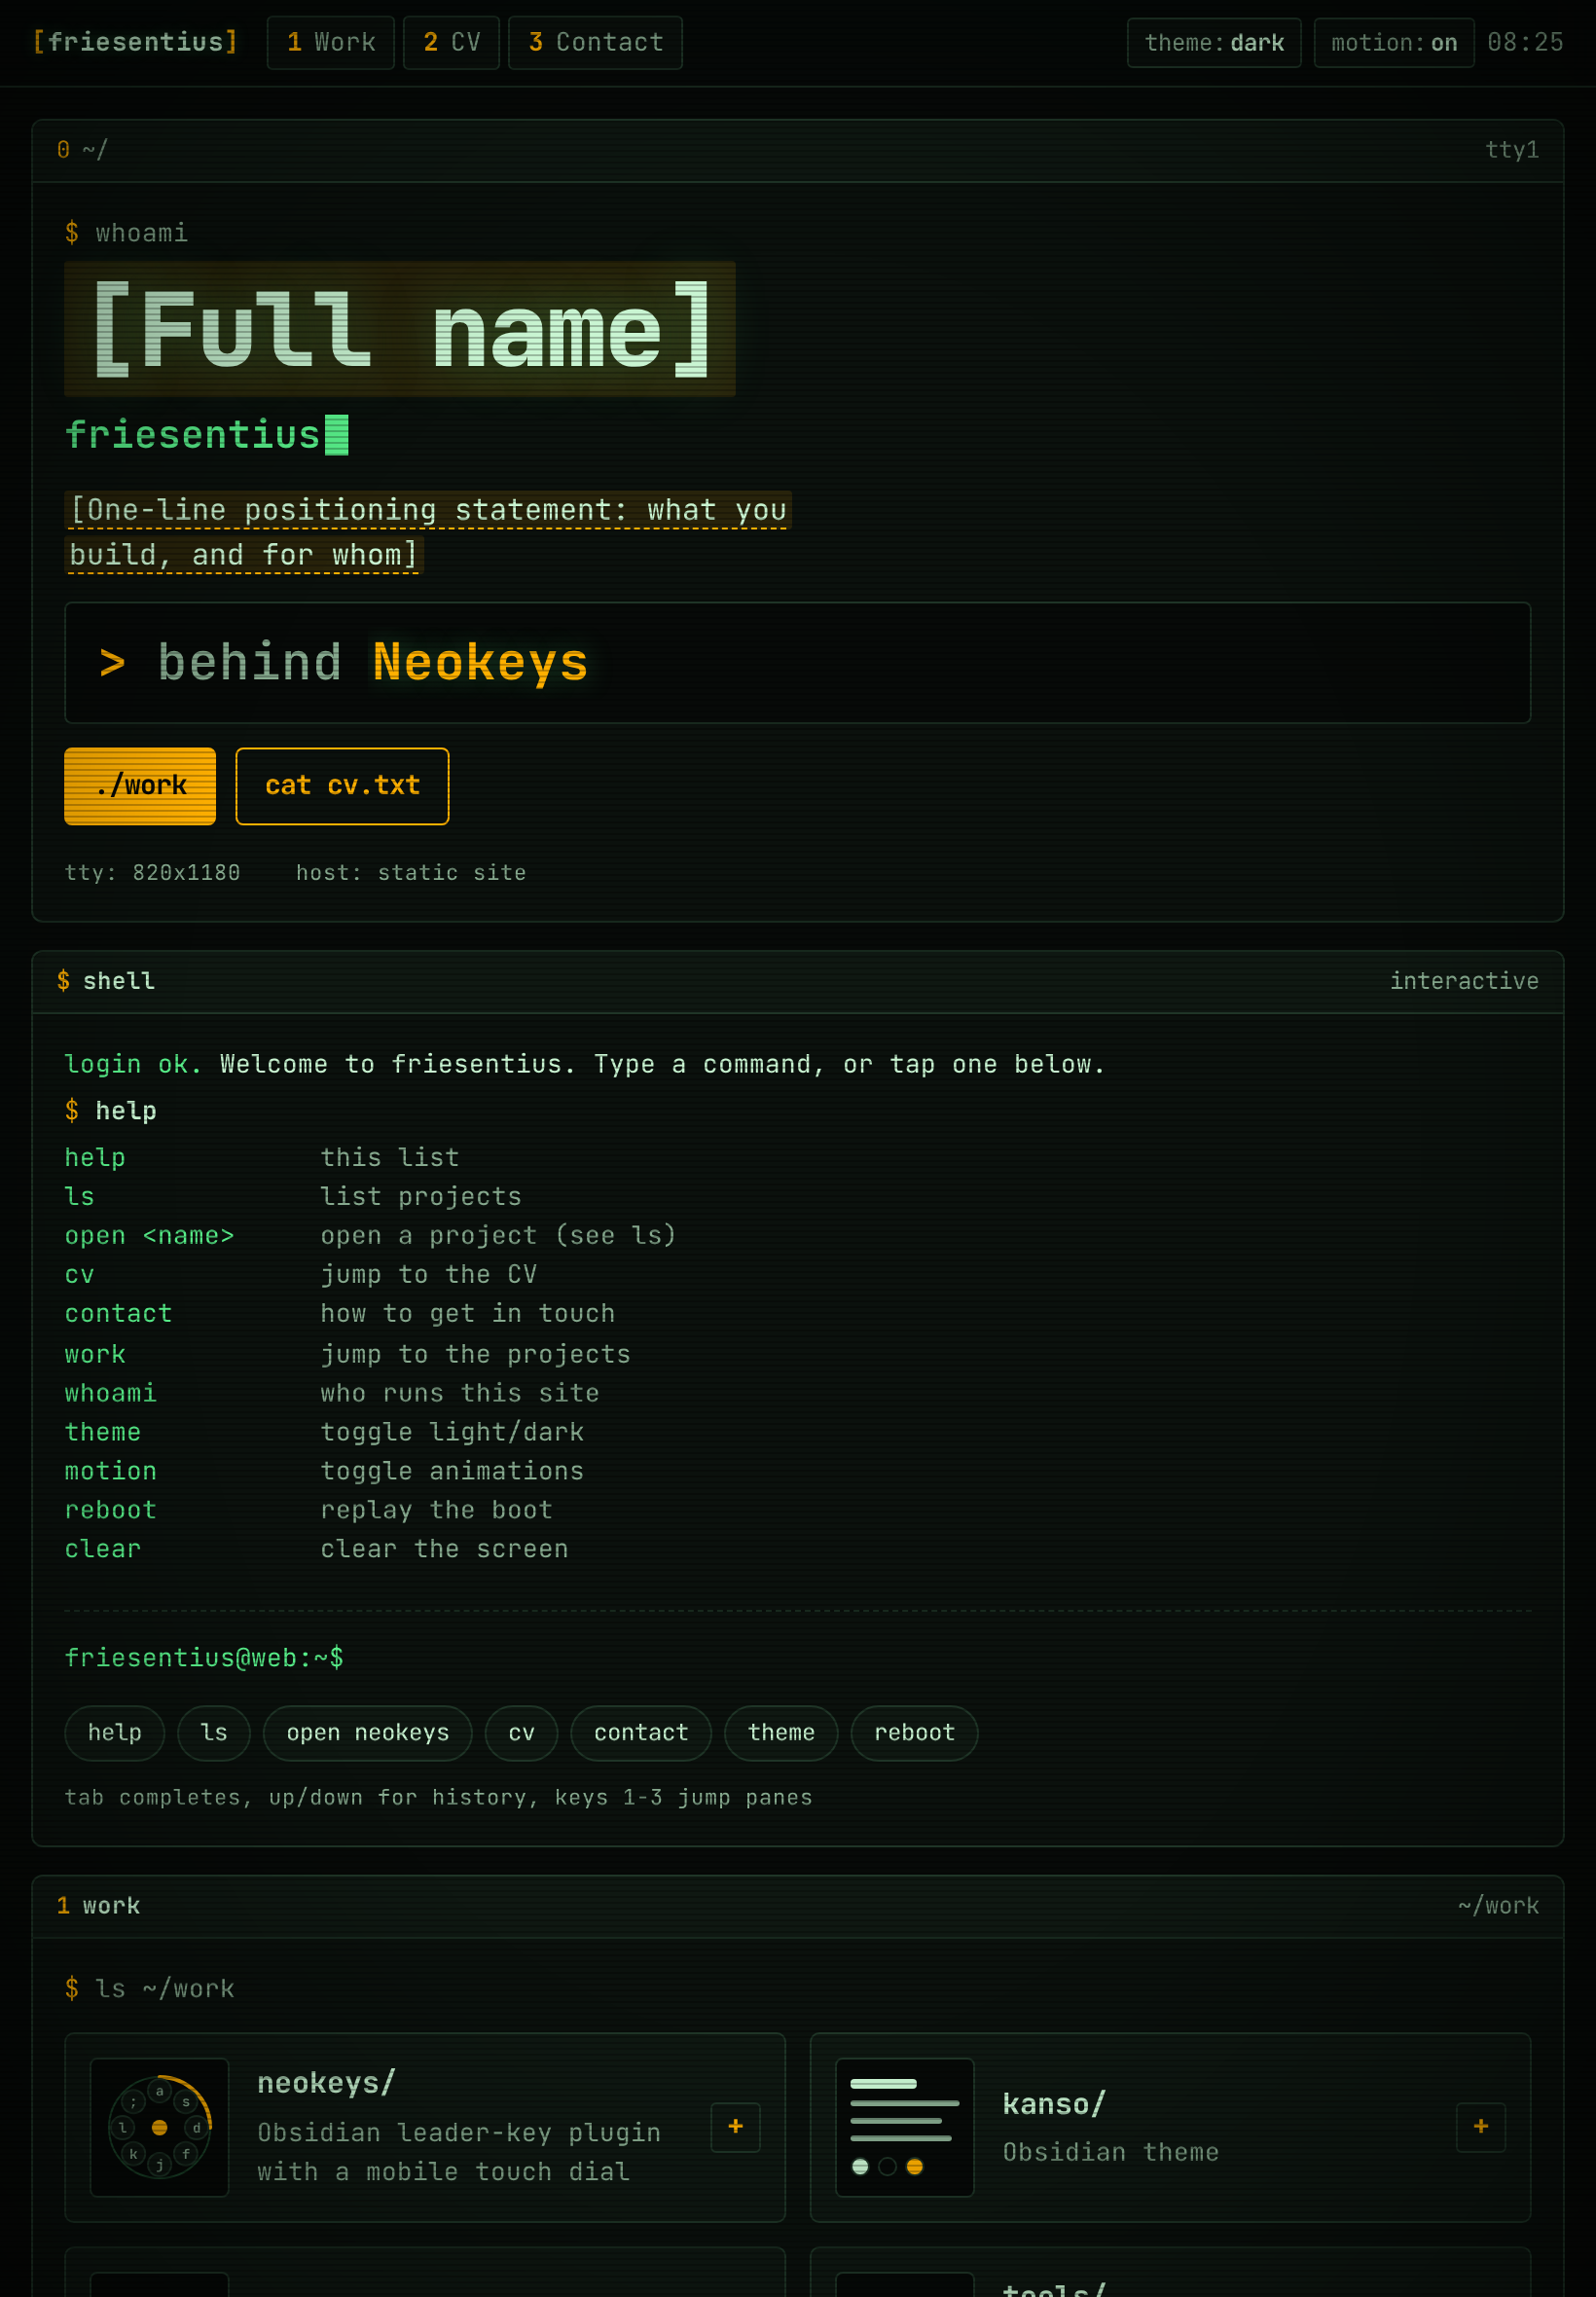 [friesentius] 1 Work 2 CV 3 Contact theme:dark motion:on 08:25
0 ~/ tty1
$ whoami
[Full name]
friesentius
[One-line positioning statement: what you
build, and for whom]
> behind Neokeys
./work cat cv.txt
tty: 820x1180 host: static site
$ shell interactive
login ok. Welcome to friesentius. Type a command, or tap one below.
$ help
help this list
ls list projects
open <name> open a project (see ls)
cv jump to the CV
contact how to get in touch
work jump to the projects
whoami who runs this site
theme toggle light/dark
motion toggle animations
reboot replay the boot
clear clear the screen
friesentius@web:~$
help ls open neokeys cv contact theme reboot
tab completes, up/down for history, keys 1-3 jump panes
1 work ~/work
$ ls ~/work
a s d f j k l ;
neokeys/
Obsidian leader-key plugin
with a mobile touch dial
+
kanso/
Obsidian theme
+
tools/